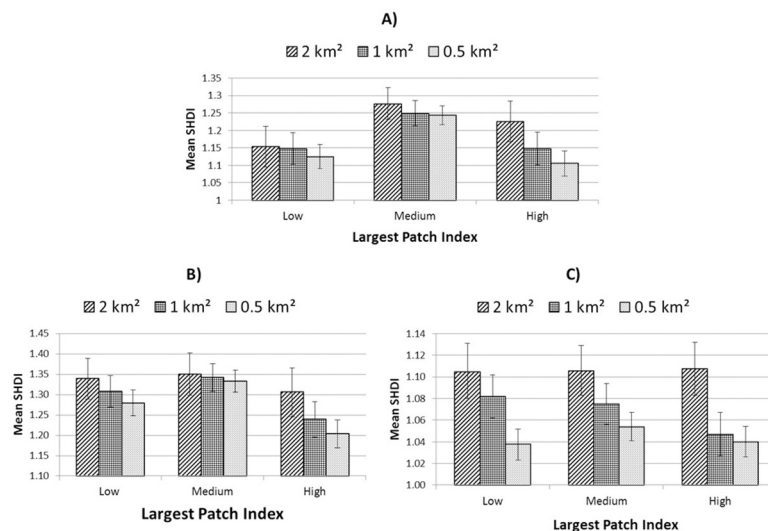 A)
2 km² 1 km² 0.5 km²
Mean SHDI
1.35
1.3
1.25
1.2
1.15
1.1
1.05
1
Low Medium High
Largest Patch Index
B)
2 km² 1 km² 0.5 km²
Mean SHDI
1.45
1.40
1.35
1.30
1.25
1.20
1.15
1.10
Low Medium High
Largest Patch Index
C)
2 km² 1 km² 0.5 km²
Mean SHDI
1.14
1.12
1.10
1.08
1.06
1.04
1.02
1.00
Low Medium High
Largest Patch Index